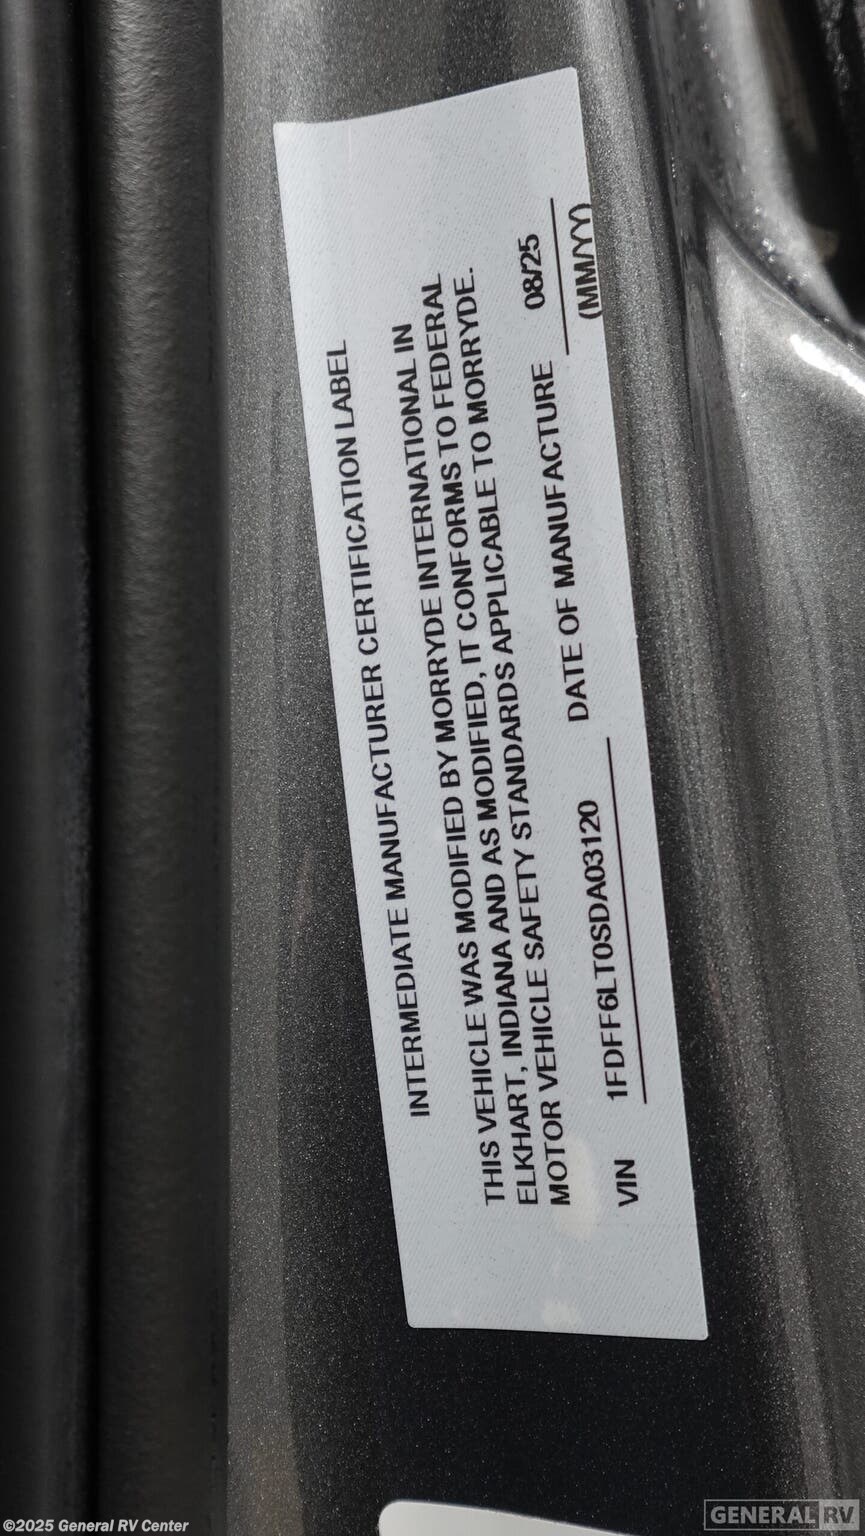 INTERMEDIATE MANUFACTURER CERTIFICATION LABEL
THIS VEHICLE WAS MODIFIED BY MORRYDE INTERNATIONAL IN
ELKHART, INDIANA AND AS MODIFIED, IT CONFORMS TO FEDERAL
MOTOR VEHICLE SAFETY STANDARDS APPLICABLE TO MORRYDE.
VIN 1FDFF6LT0SDA03120 DATE OF MANUFACTURE 08/25
(MM/YY)
©2025 General RV Center
GENERAL RV